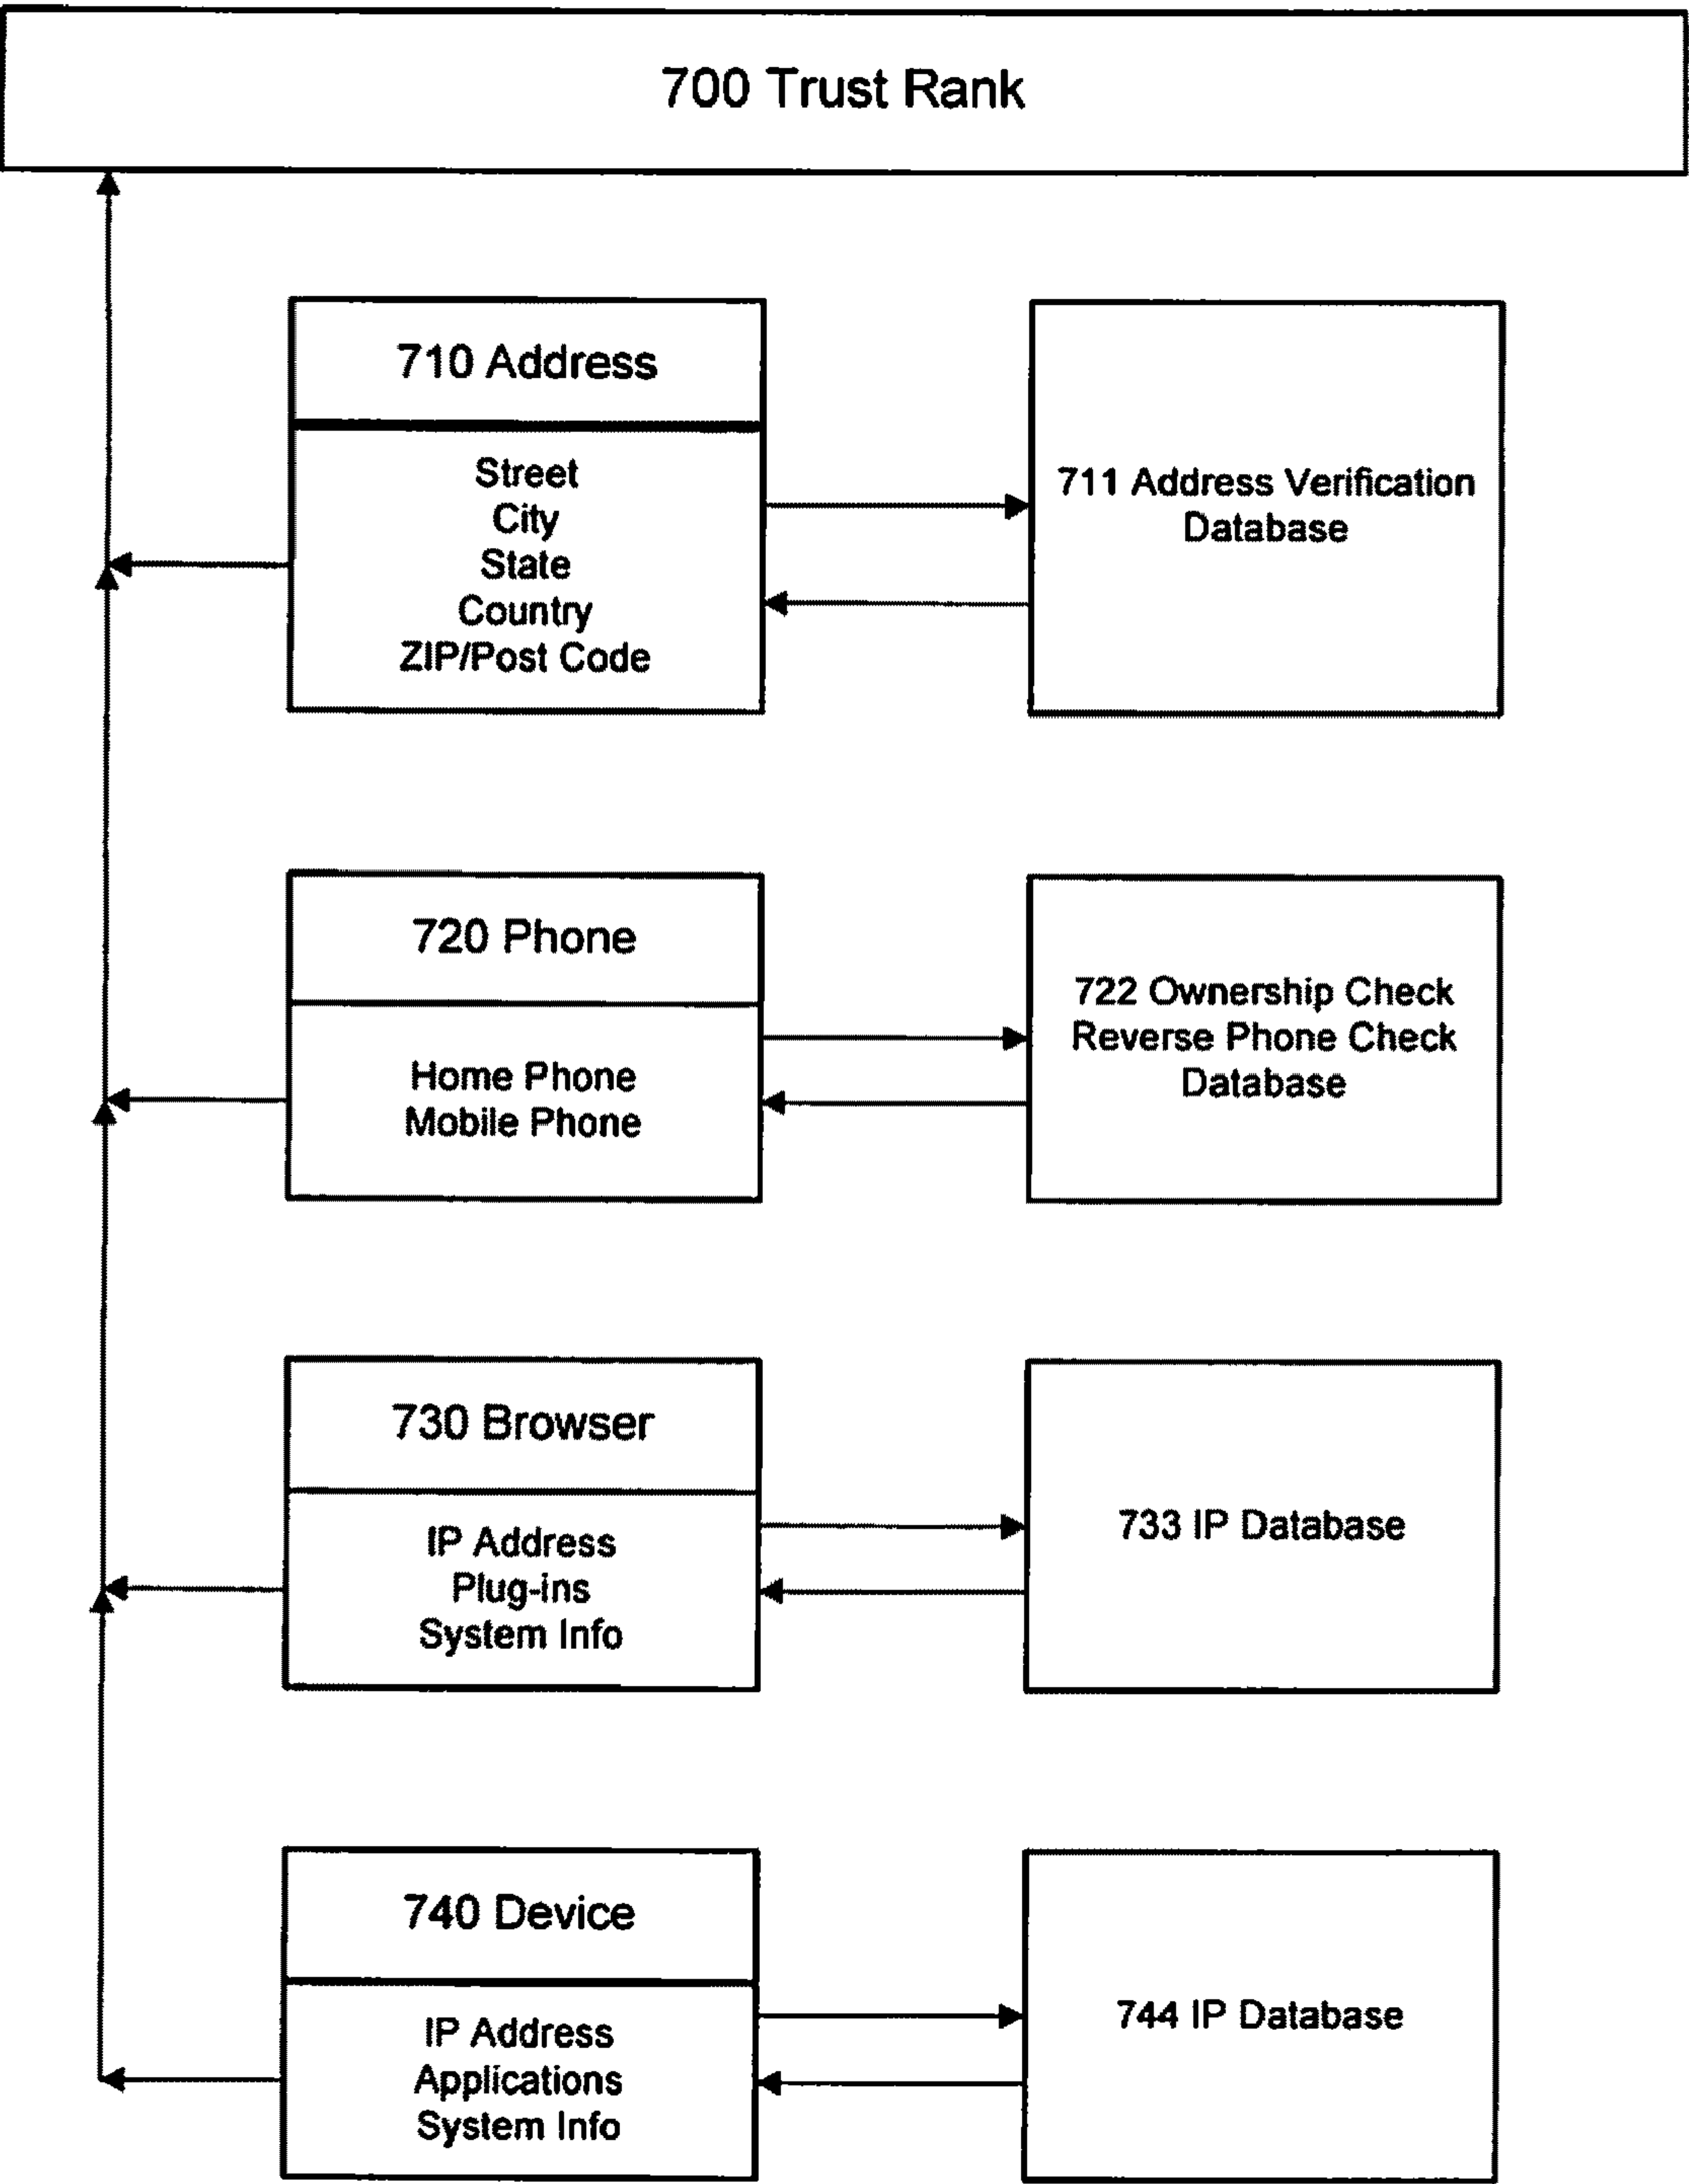 700 Trust Rank
710 Address
Street
City
State
Country
ZIP/Post Code
711 Address Verification
Database
720 Phone
Home Phone
Mobile Phone
722 Ownership Check
Reverse Phone Check
Database
730 Browser
IP Address
Plug-ins
System Info
733 IP Database
740 Device
IP Address
Applications
System Info
744 IP Database